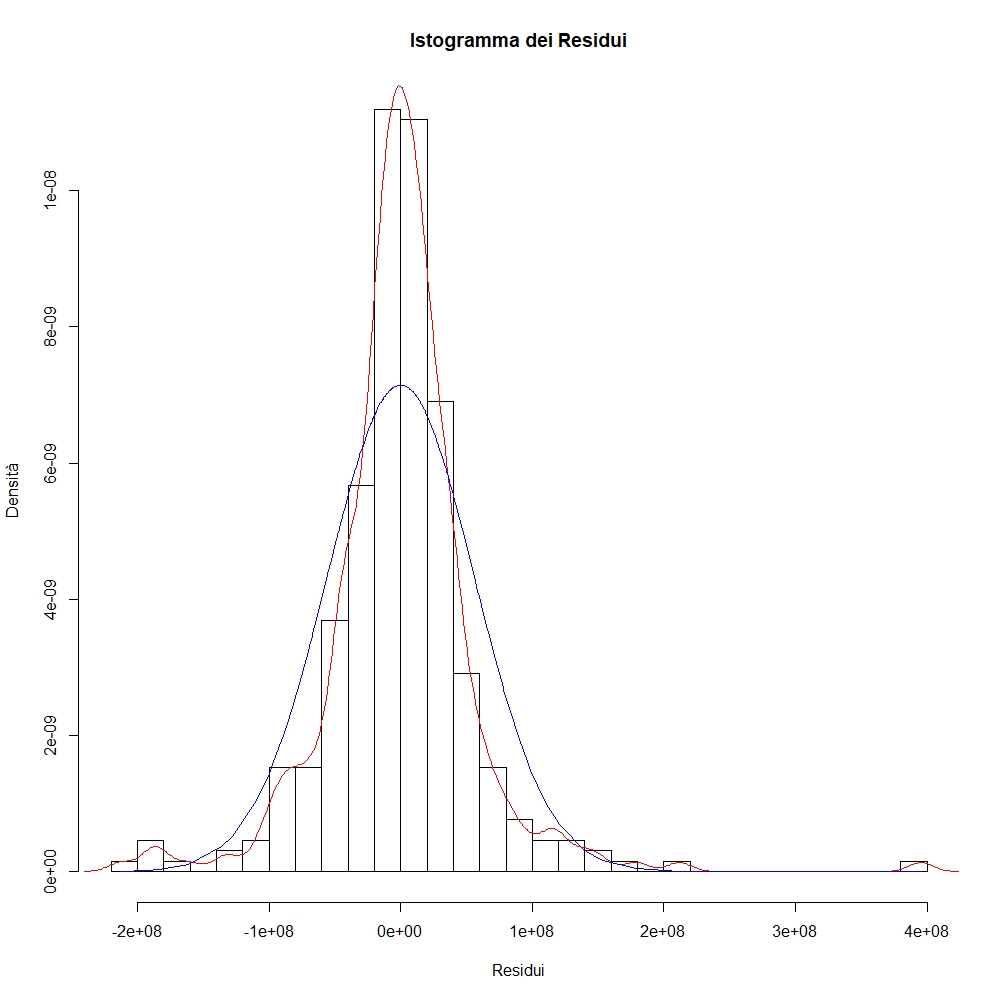 Istogramma dei Residui
Densità
1e-08
8e-09
6e-09
4e-09
2e-09
0e+00
-2e+08 -1e+08 0e+00 1e+08 2e+08 3e+08 4e+08
Residui